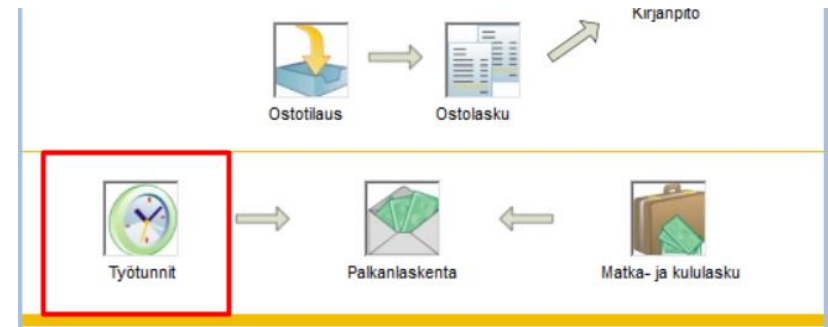 Kirjanpito
Ostotilaus
Ostolasku
Työtunnit
Palkanlaskenta
Matka- ja kululasku